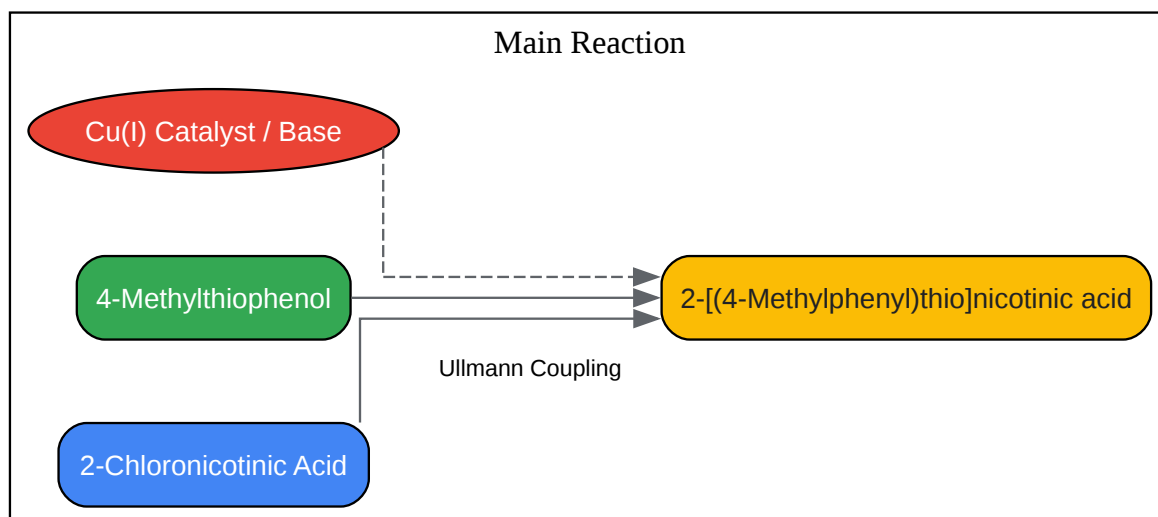 Main Reaction
Cu(I) Catalyst / Base
4-Methylthiophenol
2-[(4-Methylphenyl)thio]nicotinic acid
Ullmann Coupling
2-Chloronicotinic Acid